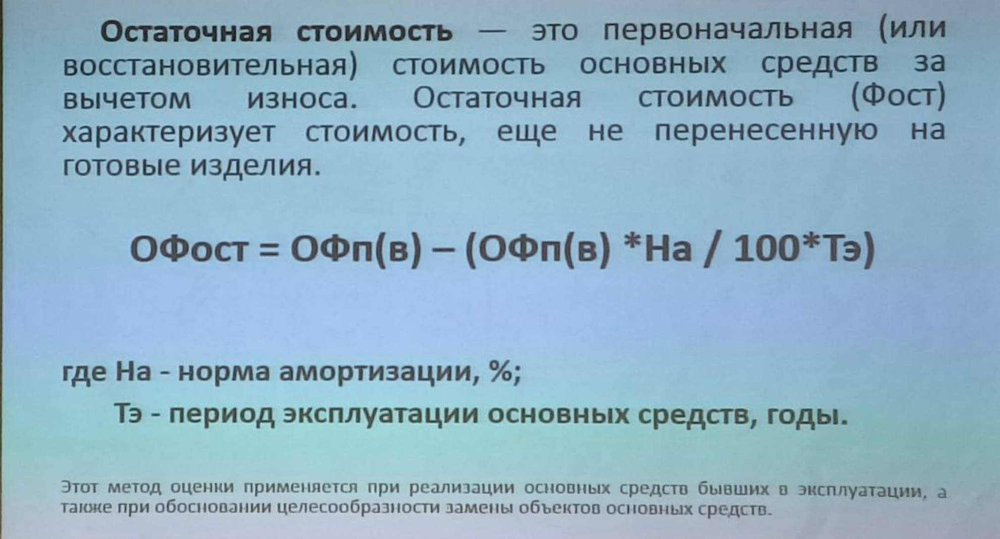 Остаточная стоимость — это первоначальная (или
восстановительная) стоимость основных средств за
вычетом износа. Остаточная стоимость (Фост)
характеризует стоимость, еще не перенесенную на
готовые изделия.
ОФост = ОФп(в) – (ОФп(в) *На / 100*Тэ)
где На - норма амортизации, %;
Тэ - период эксплуатации основных средств, годы.
Этот метод оценки применяется при реализации основных средств бывших в эксплуатации, а
также при обосновании целесообразности замены объектов основных средств.